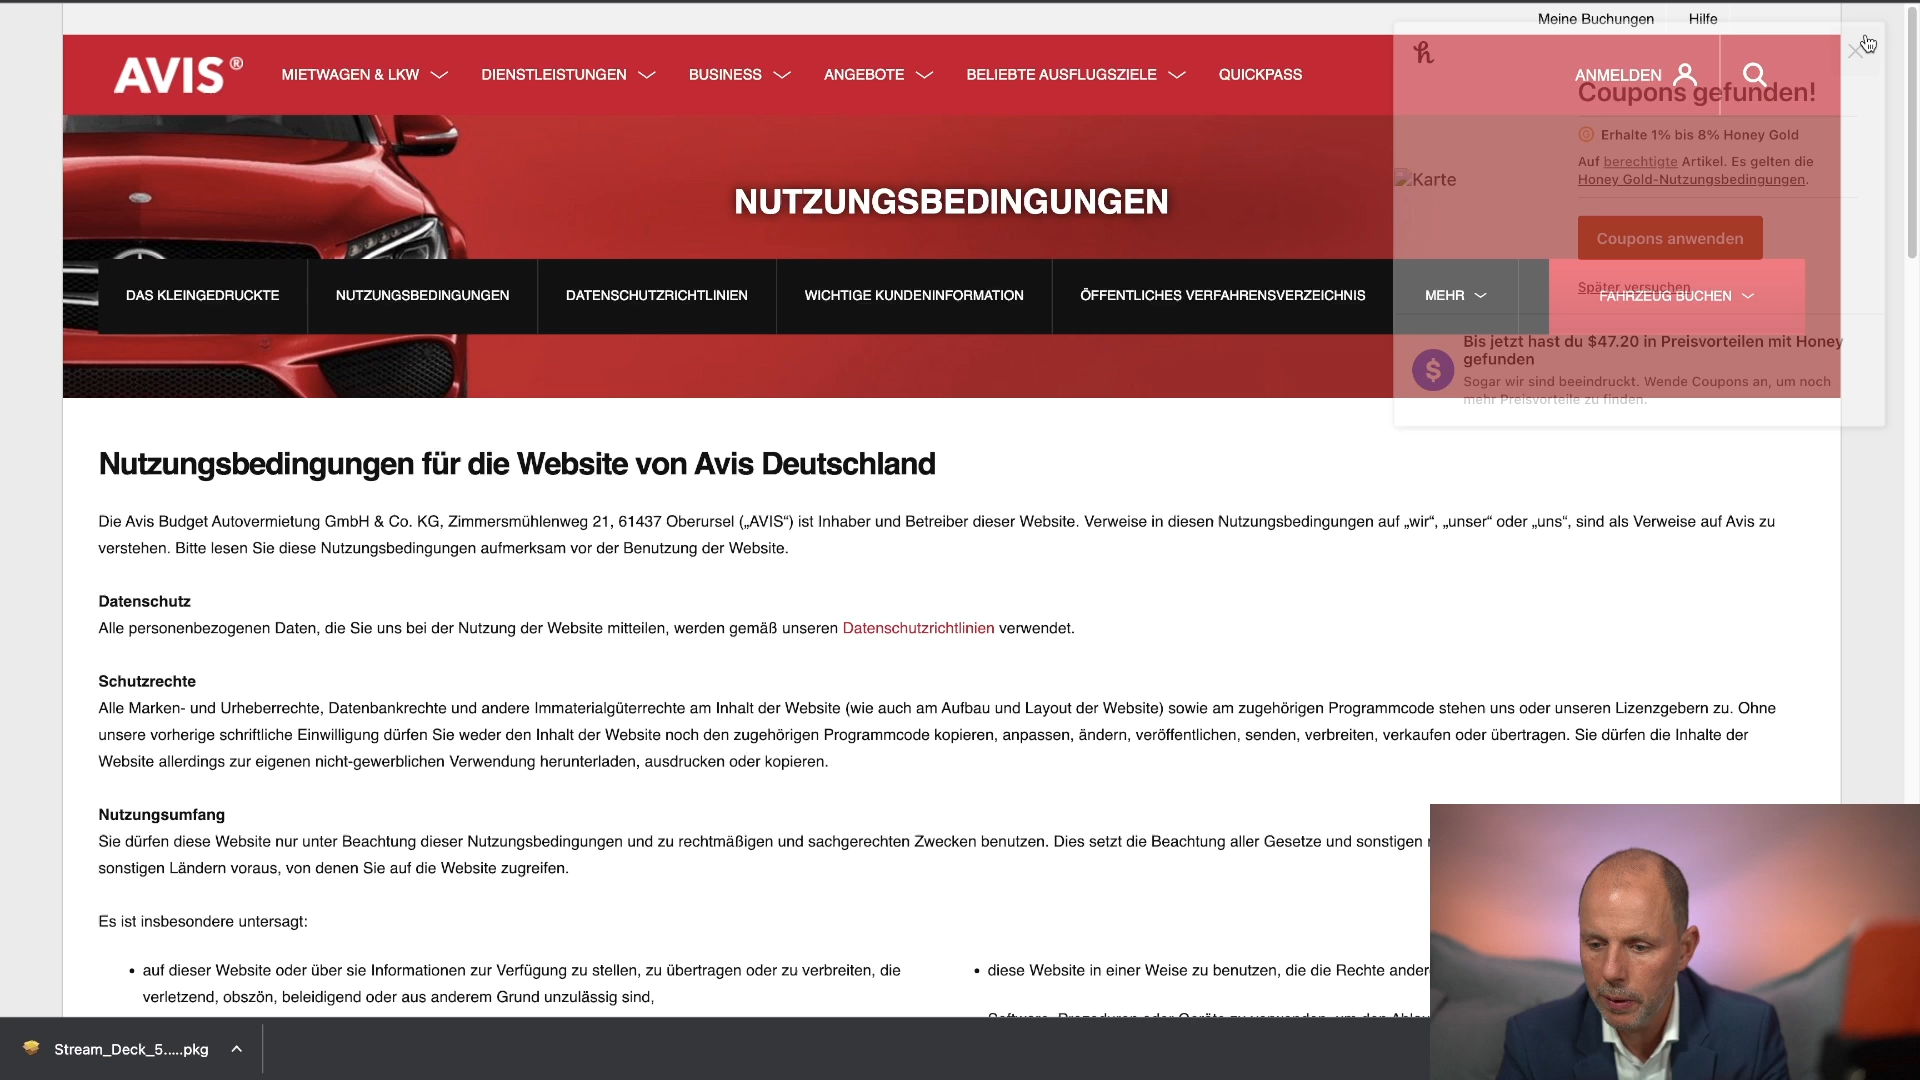 Meine Buchungen Hilfe
AVIS®
MIETWAGEN & LKW DIENSTLEISTUNGEN BUSINESS ANGEBOTE BELIEBTE AUSFLUGSZIELE QUICKPASS
ANMELDEN
Coupons gefunden!
Erhalte 1% bis 8% Honey Gold
Auf berechtigte Artikel. Es gelten die
Honey Gold-Nutzungsbedingungen.
Karte
Coupons anwenden
Später versuchen
Bis jetzt hast du $47.20 in Preisvorteilen mit Honey
gefunden
Sogar wir sind beeindruckt. Wende Coupons an, um noch
mehr Preisvorteile zu finden.
NUTZUNGSBEDINGUNGEN
DAS KLEINGEDRUCKTE NUTZUNGSBEDINGUNGEN DATENSCHUTZRICHTLINIEN WICHTIGE KUNDENINFORMATION ÖFFENTLICHES VERFAHRENSVERZEICHNIS MEHR FAHRZEUG BUCHEN
Nutzungsbedingungen für die Website von Avis Deutschland
Die Avis Budget Autovermietung GmbH & Co. KG, Zimmersmühlenweg 21, 61437 Oberursel („AVIS“) ist Inhaber und Betreiber dieser Website. Verweise in diesen Nutzungsbedingungen auf „wir“, „unser“ oder „uns“, sind als Verweise auf Avis zu
verstehen. Bitte lesen Sie diese Nutzungsbedingungen aufmerksam vor der Benutzung der Website.
Datenschutz
Alle personenbezogenen Daten, die Sie uns bei der Nutzung der Website mitteilen, werden gemäß unseren Datenschutzrichtlinien verwendet.
Schutzrechte
Alle Marken- und Urheberrechte, Datenbankrechte und andere Immaterialgüterrechte am Inhalt der Website (wie auch am Aufbau und Layout der Website) sowie am zugehörigen Programmcode stehen uns oder unseren Lizenzgebern zu. Ohne
unsere vorherige schriftliche Einwilligung dürfen Sie weder den Inhalt der Website noch den zugehörigen Programmcode kopieren, anpassen, ändern, veröffentlichen, senden, verbreiten, verkaufen oder übertragen. Sie dürfen die Inhalte der
Website allerdings zur eigenen nicht-gewerblichen Verwendung herunterladen, ausdrucken oder kopieren.
Nutzungsumfang
Sie dürfen diese Website nur unter Beachtung dieser Nutzungsbedingungen und zu rechtmäßigen und sachgerechten Zwecken benutzen. Dies setzt die Beachtung aller Gesetze und sonstigen
sonstigen Ländern voraus, von denen Sie auf die Website zugreifen.
Es ist insbesondere untersagt:
• auf dieser Website oder über sie Informationen zur Verfügung zu stellen, zu übertragen oder zu verbreiten, die
verletzend, obszön, beleidigend oder aus anderem Grund unzulässig sind,
• diese Website in einer Weise zu benutzen, die die Rechte
Software, Prozeduren oder Geräte zu verwenden, um den
Stream_Deck_5.....pkg